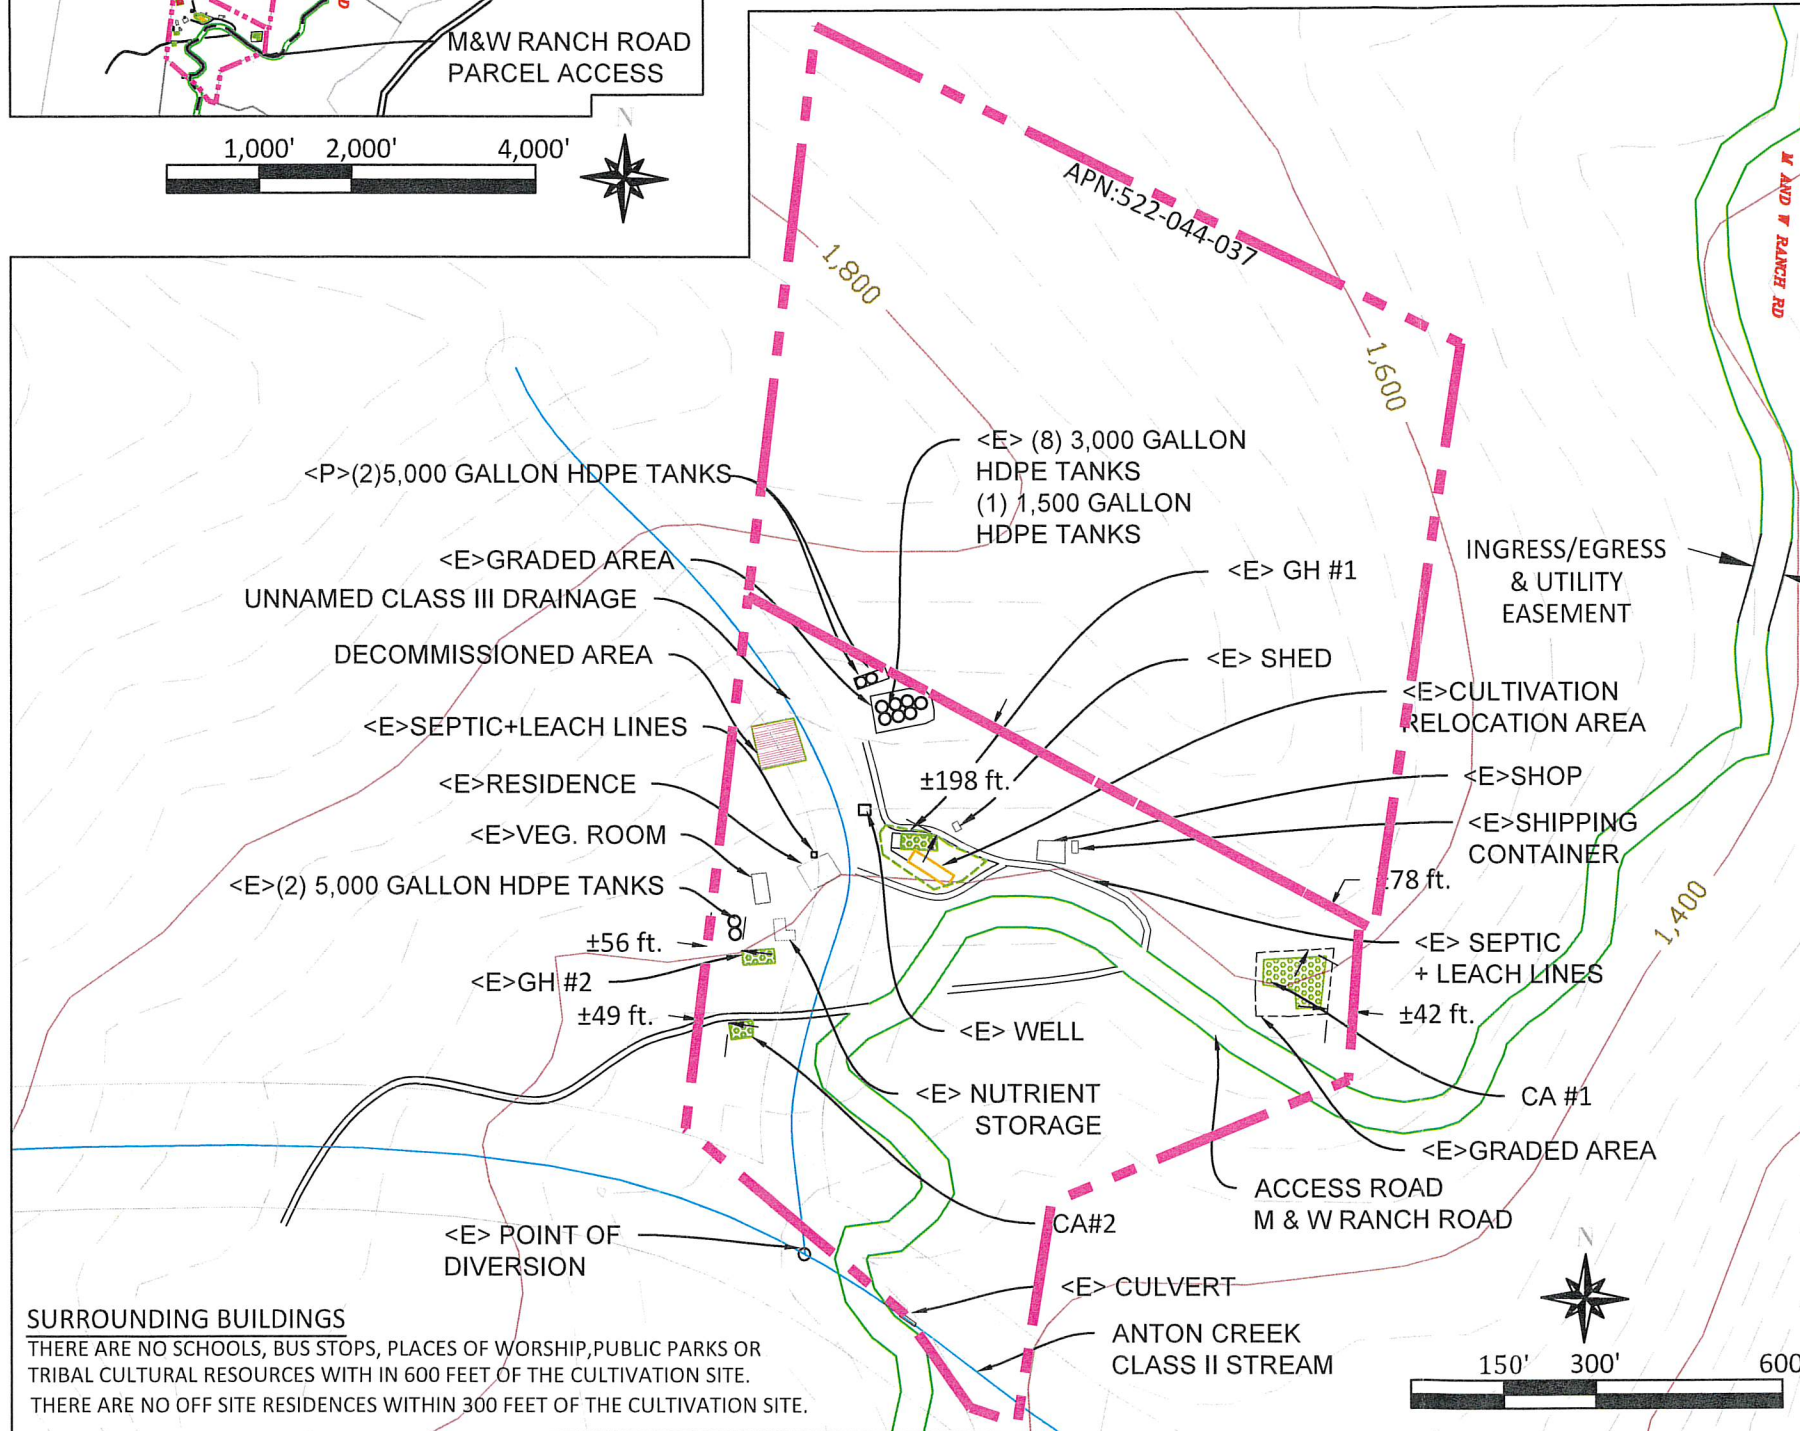 M&W RANCH ROAD
PARCEL ACCESS
N
1,000' 2,000' 4,000'
APN:522-044-037
M AND W RANCH RD
1,800
1,600
<E> (8) 3,000 GALLON
HDPE TANKS
(1) 1,500 GALLON
HDPE TANKS
<P>(2)5,000 GALLON HDPE TANKS
<E>GRADED AREA
UNNAMED CLASS III DRAINAGE
DECOMMISSIONED AREA
<E>SEPTIC+LEACH LINES
<E>RESIDENCE
<E>VEG. ROOM
<E>(2) 5,000 GALLON HDPE TANKS
±56 ft.
<E>GH #2
±49 ft.
INGRESS/EGRESS
& UTILITY
EASEMENT
<E> GH #1
<E> SHED
<E>CULTIVATION
RELOCATION AREA
±198 ft.
<E>SHOP
<E>SHIPPING
CONTAINER
78 ft.
1,400
<E> SEPTIC
+ LEACH LINES
±42 ft.
<E> WELL
<E> NUTRIENT
STORAGE
CA #1
<E>GRADED AREA
ACCESS ROAD
M & W RANCH ROAD
CA#2
<E> POINT OF
DIVERSION
<E> CULVERT
ANTON CREEK
CLASS II STREAM
SURROUNDING BUILDINGS
THERE ARE NO SCHOOLS, BUS STOPS, PLACES OF WORSHIP,PUBLIC PARKS OR
TRIBAL CULTURAL RESOURCES WITH IN 600 FEET OF THE CULTIVATION SITE.
THERE ARE NO OFF SITE RESIDENCES WITHIN 300 FEET OF THE CULTIVATION SITE.
N
150' 300' 600